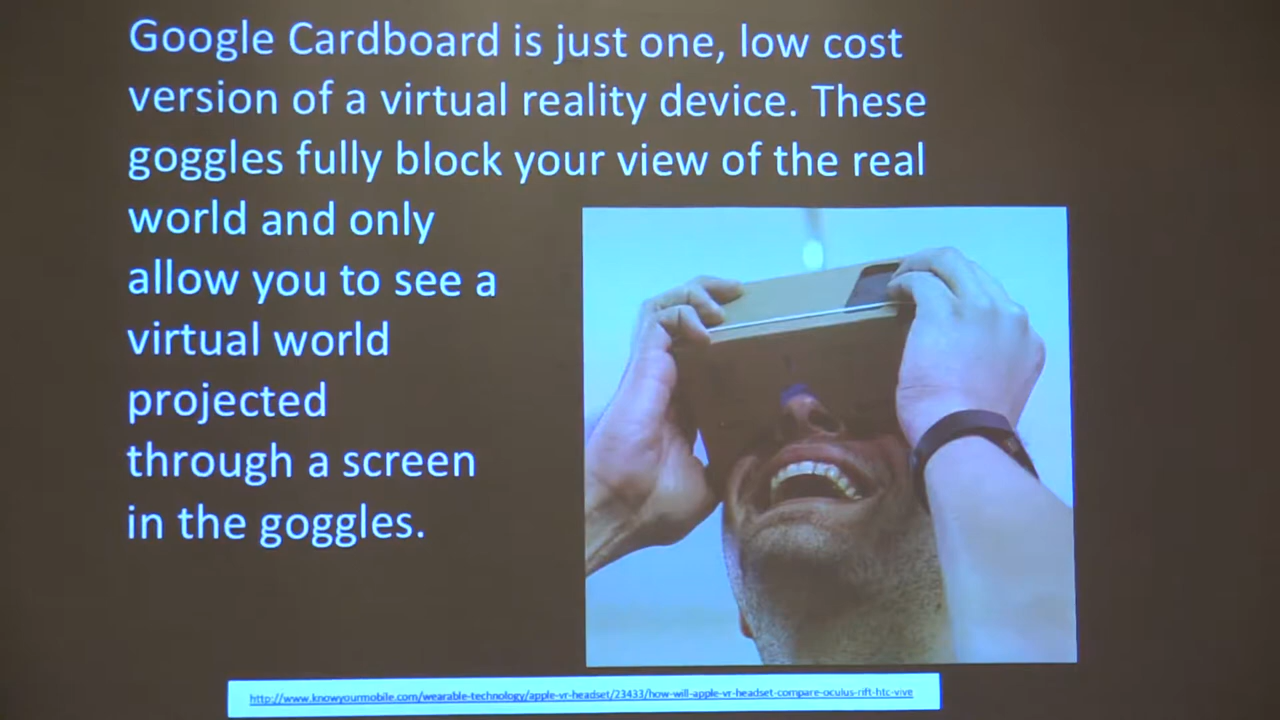 Google Cardboard is just one, low cost
version of a virtual reality device. These
goggles fully block your view of the real
world and only
allow you to see a
virtual world
projected
through a screen
in the goggles.
http://www.knowyourmobile.com/wearable-technology/apple-vr-headset/23433/how-will-apple-vr-headset-compare-oculus-rift-htc-vive